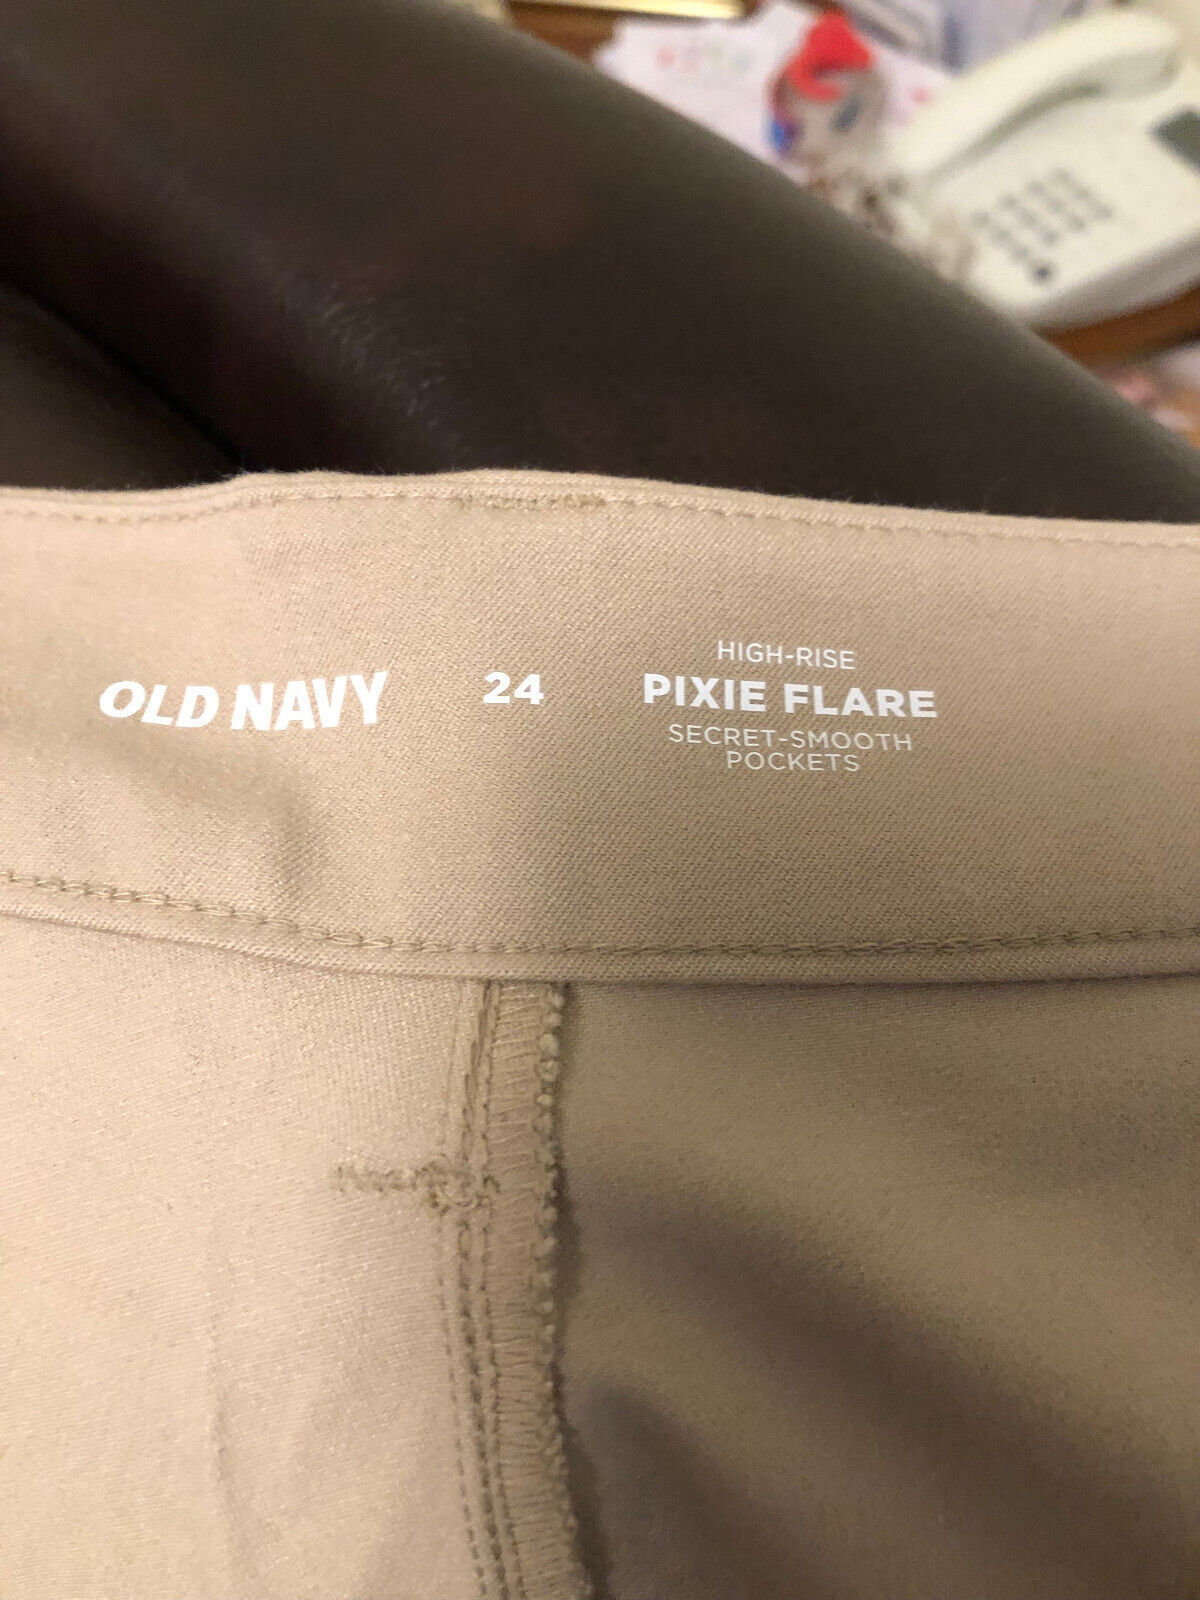 OLD NAVY
24
HIGH-RISE
PIXIE FLARE
SECRET-SMOOTH
POCKETS